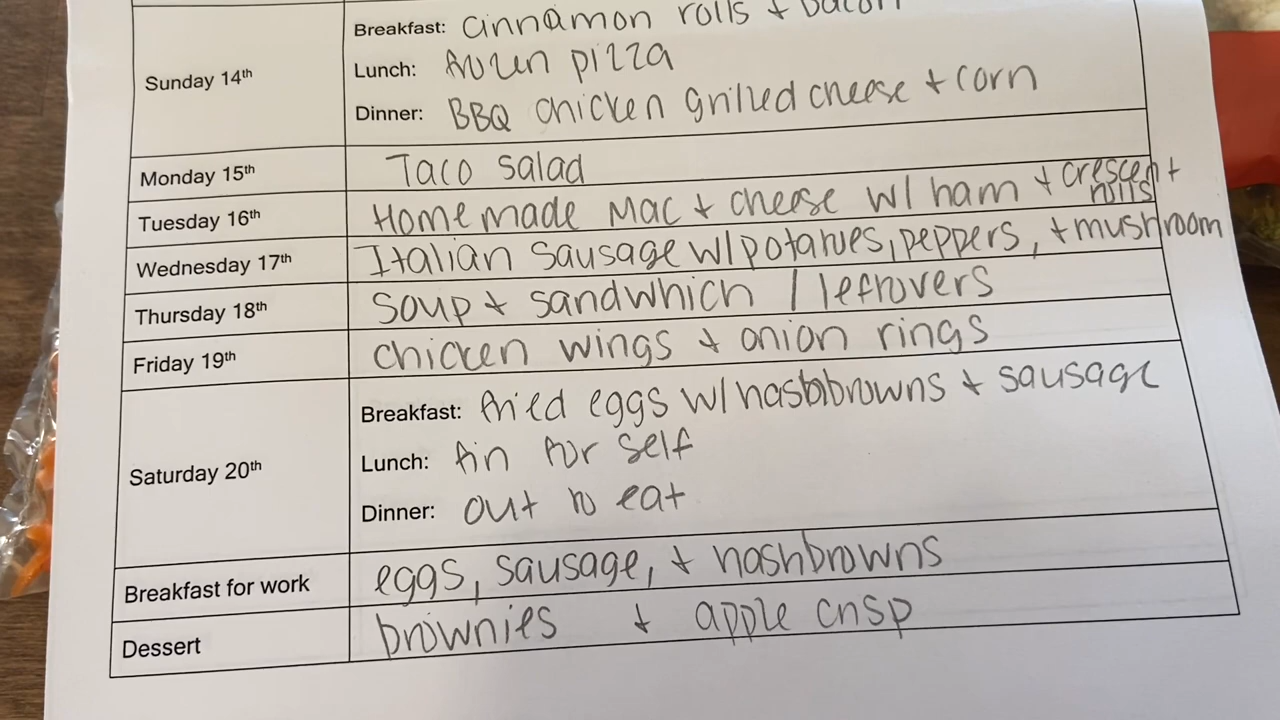 Breakfast: cinnamon rolls + bacon
Sunday 14th
Lunch: frozen pizza
Dinner: BBQ chicken grilled cheese + corn
Monday 15th Taco salad
Tuesday 16th Homemade Mac + cheese w/ ham + crescent rolls
Wednesday 17th Italian sausage w/ potatoes, peppers, + mushroom
Thursday 18th soup + sandwhich / leftovers
Friday 19th chicken wings + onion rings
Breakfast: fried eggs w/ hashbrowns + sausage
Saturday 20th
Lunch: fin for self
Dinner: out to eat
Breakfast for work eggs, sausage, + hashbrowns
Dessert brownies + apple crisp